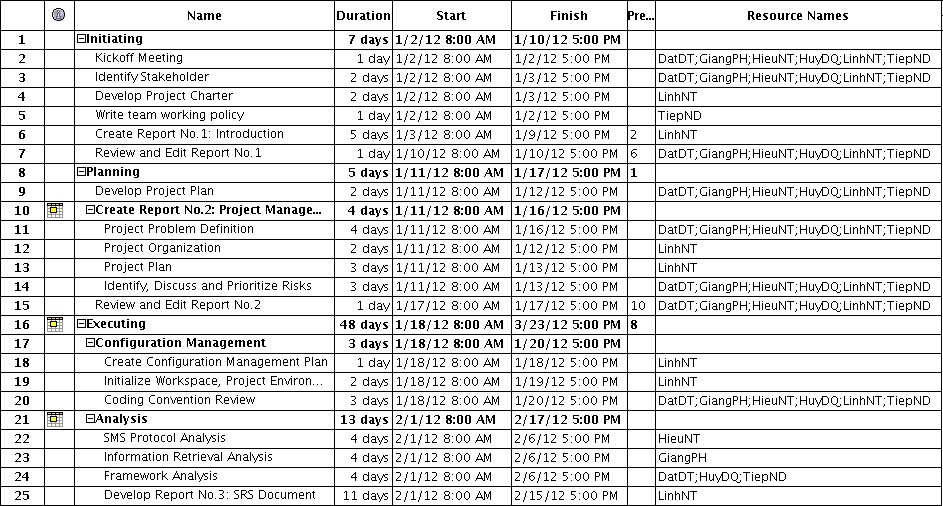 Name Duration Start Finish Pre... Resource Names
1 Initiating 7 days 1/2/12 8:00 AM 1/10/12 5:00 PM
2 Kickoff Meeting 1 day 1/2/12 8:00 AM 1/2/12 5:00 PM DatDT;GiangPH;HieuNT;HuyDQ;LinhNT;TiepND
3 Identify Stakeholder 2 days 1/2/12 8:00 AM 1/3/12 5:00 PM DatDT;GiangPH;HieuNT;HuyDQ;LinhNT;TiepND
4 Develop Project Charter 2 days 1/2/12 8:00 AM 1/3/12 5:00 PM LinhNT
5 Write team working policy 1 day 1/2/12 8:00 AM 1/2/12 5:00 PM TiepND
6 Create Report No.1: Introduction 5 days 1/3/12 8:00 AM 1/9/12 5:00 PM 2 LinhNT
7 Review and Edit Report No.1 1 day 1/10/12 8:00 AM 1/10/12 5:00 PM 6 DatDT;GiangPH;HieuNT;HuyDQ;LinhNT;TiepND
8 Planning 5 days 1/11/12 8:00 AM 1/17/12 5:00 PM 1
9 Develop Project Plan 2 days 1/11/12 8:00 AM 1/12/12 5:00 PM DatDT;GiangPH;HieuNT;HuyDQ;LinhNT;TiepND
10 Create Report No.2: Project Manage... 4 days 1/11/12 8:00 AM 1/16/12 5:00 PM
11 Project Problem Definition 4 days 1/11/12 8:00 AM 1/16/12 5:00 PM DatDT;GiangPH;HieuNT;HuyDQ;LinhNT;TiepND
12 Project Organization 2 days 1/11/12 8:00 AM 1/12/12 5:00 PM LinhNT
13 Project Plan 3 days 1/11/12 8:00 AM 1/13/12 5:00 PM LinhNT
14 Identify, Discuss and Prioritize Risks 3 days 1/11/12 8:00 AM 1/13/12 5:00 PM DatDT;GiangPH;HieuNT;HuyDQ;LinhNT;TiepND
15 Review and Edit Report No.2 1 day 1/17/12 8:00 AM 1/17/12 5:00 PM 10 DatDT;GiangPH;HieuNT;HuyDQ;LinhNT;TiepND
16 Executing 48 days 1/18/12 8:00 AM 3/23/12 5:00 PM 8
17 Configuration Management 3 days 1/18/12 8:00 AM 1/20/12 5:00 PM
18 Create Configuration Management Plan 1 day 1/18/12 8:00 AM 1/18/12 5:00 PM LinhNT
19 Initialize Workspace, Project Environ... 2 days 1/18/12 8:00 AM 1/19/12 5:00 PM LinhNT
20 Coding Convention Review 3 days 1/18/12 8:00 AM 1/20/12 5:00 PM DatDT;GiangPH;HieuNT;HuyDQ;LinhNT;TiepND
21 Analysis 13 days 2/1/12 8:00 AM 2/17/12 5:00 PM
22 SMS Protocol Analysis 4 days 2/1/12 8:00 AM 2/6/12 5:00 PM HieuNT
23 Information Retrieval Analysis 4 days 2/1/12 8:00 AM 2/6/12 5:00 PM GiangPH
24 Framework Analysis 4 days 2/1/12 8:00 AM 2/6/12 5:00 PM DatDT;HuyDQ;TiepND
25 Develop Report No.3: SRS Document 11 days 2/1/12 8:00 AM 2/15/12 5:00 PM LinhNT